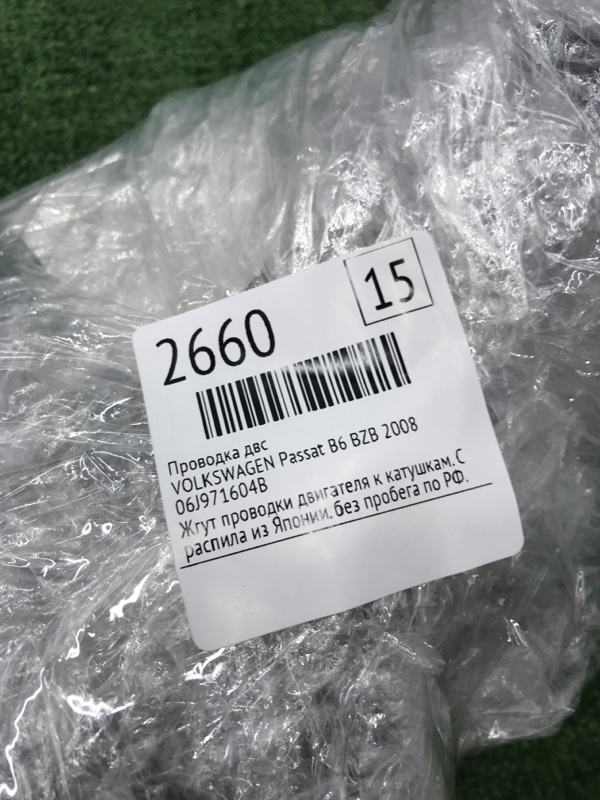 15
2660
Проводка двс
VOLKSWAGEN Passat B6 BZB 2008
06J971604B
Жгут проводки двигателя к катушкам. С
распила из Японии. без пробега по РФ.